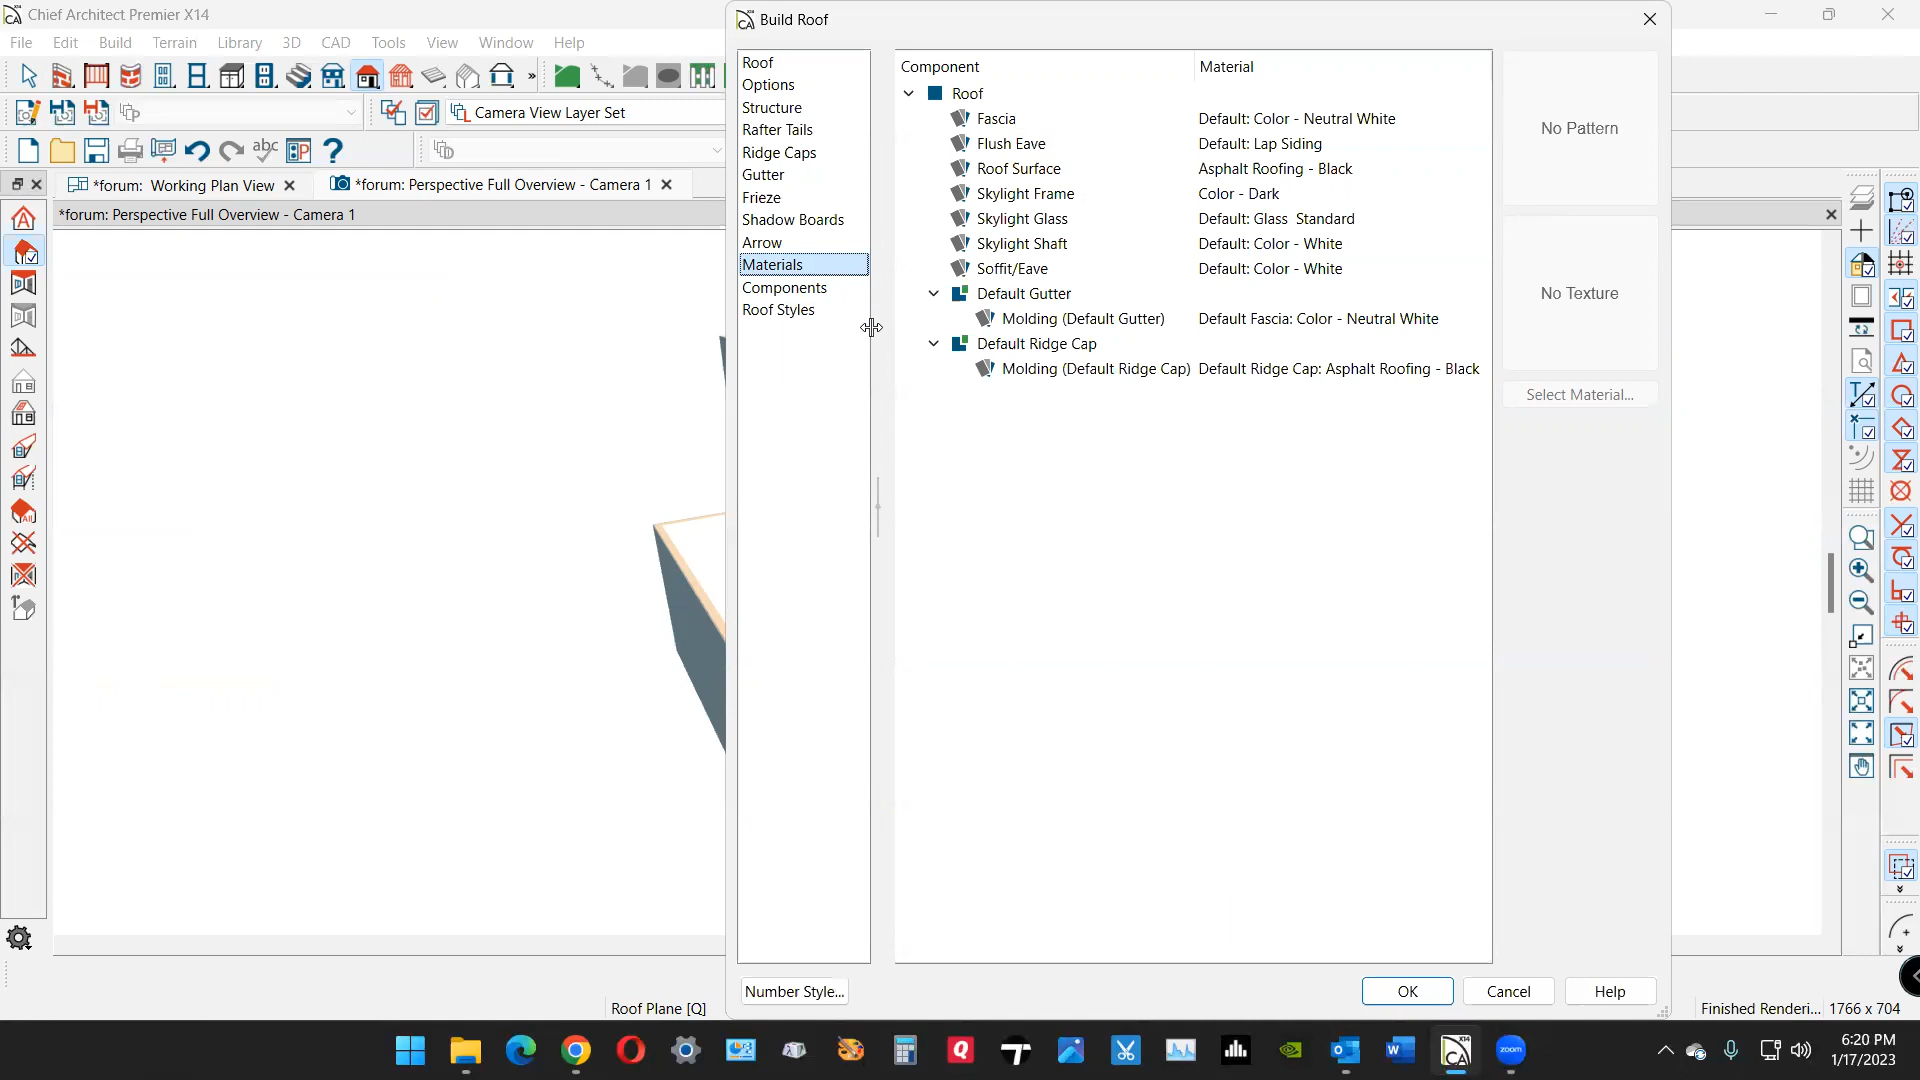 Chief Architect Premier X14
File Edit Build Terrain Library 3D CAD Tools View Window Help
Camera View Layer Set
abc
*forum: Working Plan View
*forum: Perspective Full Overview - Camera 1
*forum: Perspective Full Overview - Camera 1
Build Roof
Roof
Options
Structure
Rafter Tails
Ridge Caps
Gutter
Frieze
Shadow Boards
Arrow
Materials
Components
Roof Styles
Component Material
Roof
Fascia Default: Color - Neutral White
Flush Eave Default: Lap Siding
Roof Surface Asphalt Roofing - Black
Skylight Frame Color - Dark
Skylight Glass Default: Glass Standard
Skylight Shaft Default: Color - White
Soffit/Eave Default: Color - White
Default Gutter
Molding (Default Gutter) Default Fascia: Color - Neutral White
Default Ridge Cap
Molding (Default Ridge Cap) Default Ridge Cap: Asphalt Roofing - Black
No Pattern
No Texture
Select Material...
Number Style...
OK Cancel Help
Roof Plane [Q]
Finished Renderi... 1766 x 704
zoom
6:20 PM
1/17/2023